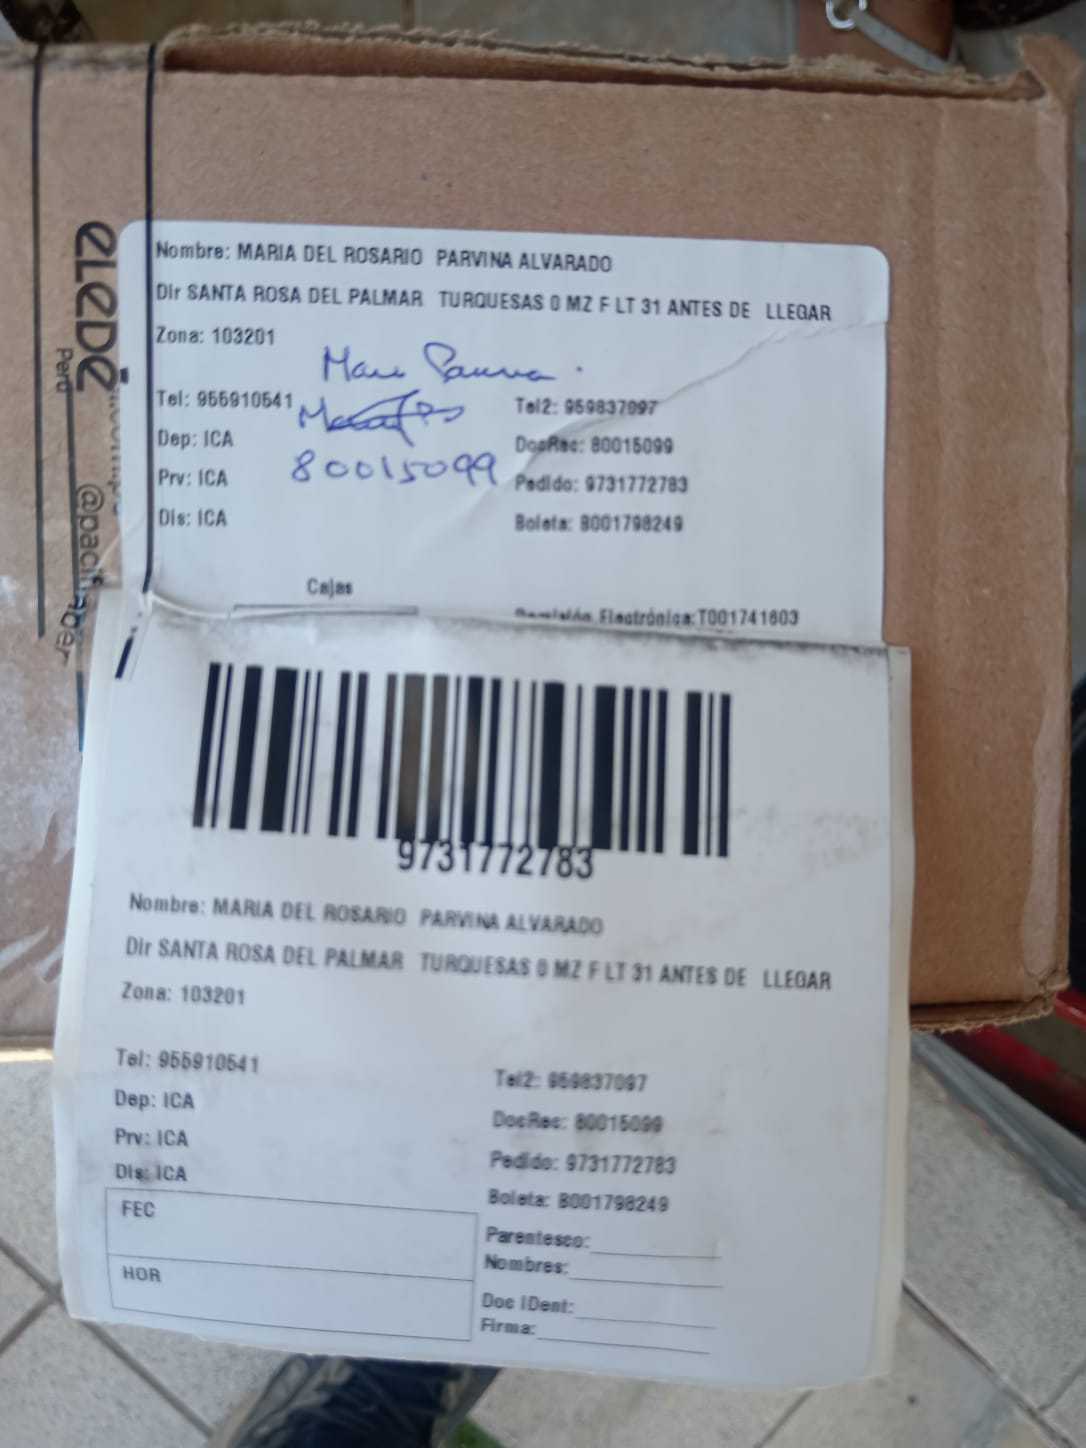 eLeDe
Perú
Nombre: MARIA DEL ROSARIO PARVINA ALVARADO
Dir SANTA ROSA DEL PALMAR TURQUESAS 0 MZ F LT 31 ANTES DE LLEGAR
Zona: 103201
Tel: 955910541
Tel2: 959837097
Dep: ICA
DocRec: 80015099
Prv: ICA
80015099
Pedido: 9731772783
Dis: ICA
Boleta: B001798249
Cajas
Remisión Electrónica:T001741603
9731772783
Nombre: MARIA DEL ROSARIO PARVINA ALVARADO
Dir SANTA ROSA DEL PALMAR TURQUESAS 0 MZ F LT 31 ANTES DE LLEGAR
Zona: 103201
Tel: 955910541
Tel2: 959837097
Dep: ICA
DocRec: 80015099
Prv: ICA
Pedido: 9731772783
Dis: ICA
Boleta: B001798249
FEC
Parentesco:
Nombres:
HOR
Doc IDent:
Firma: